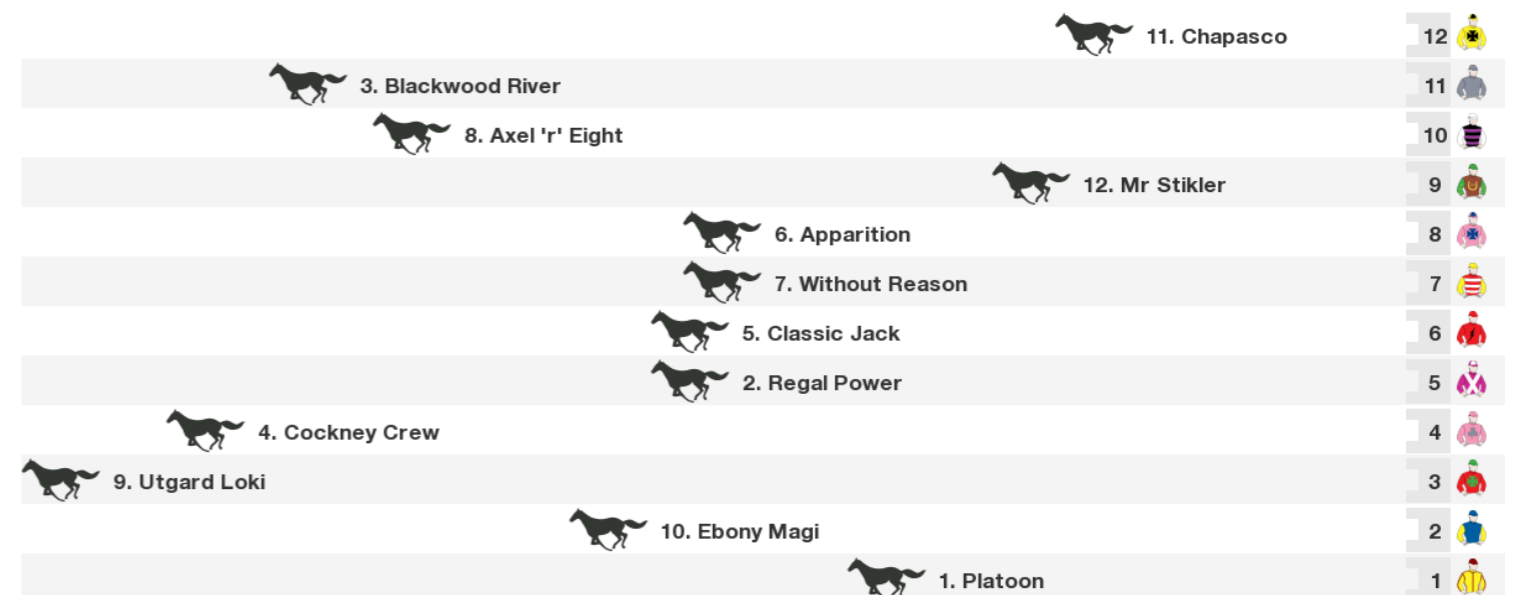 11. Chapasco 12
3. Blackwood River 11
8. Axel 'r' Eight 10
12. Mr Stikler 9
6. Apparition 8
7. Without Reason 7
5. Classic Jack 6
2. Regal Power 5
4. Cockney Crew 4
9. Utgard Loki 3
10. Ebony Magi 2
1. Platoon 1